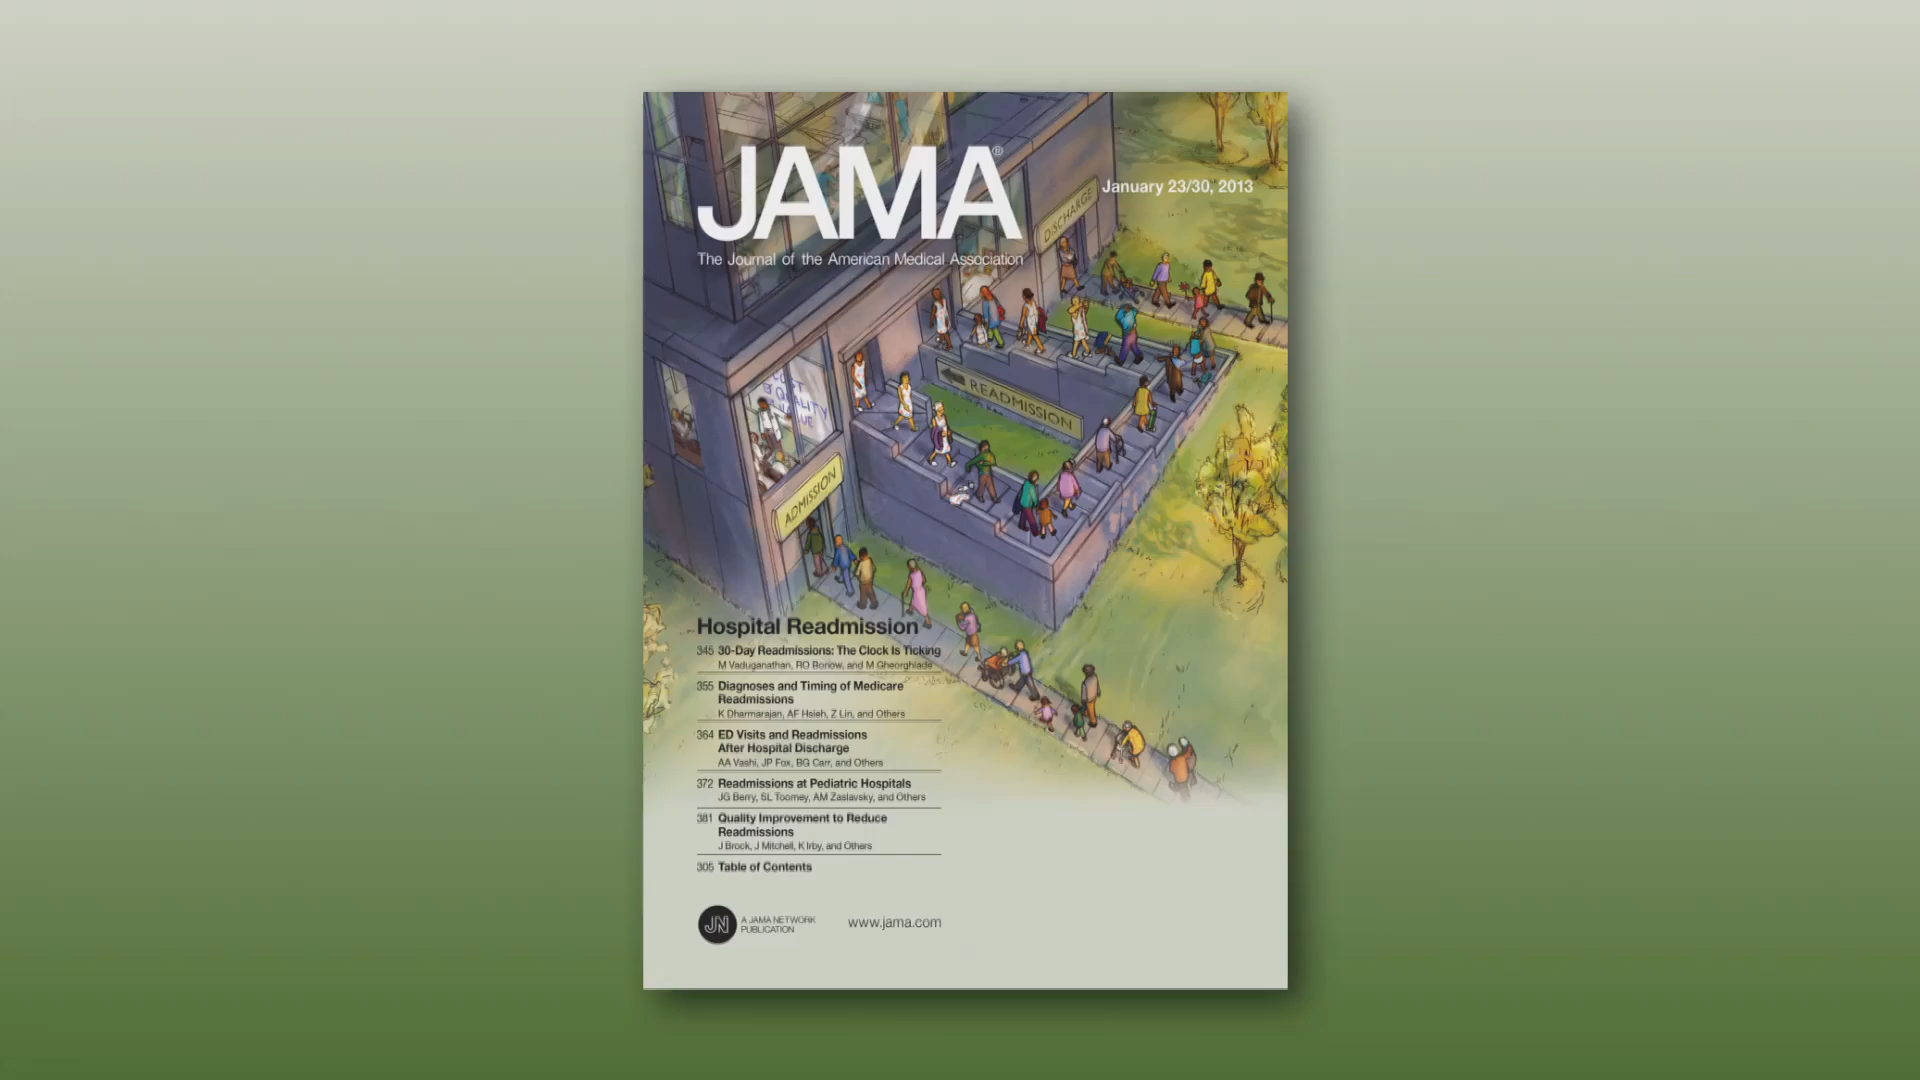 JAMA®
January 23/30, 2013
The Journal of the American Medical Association
DISCHARGE
READMISSION
QUALITY
ADMISSION
Hospital Readmission
345 30-Day Readmissions: The Clock Is Ticking
M Vaduganathan, RO Bonow, and M Gheorghiade
355 Diagnoses and Timing of Medicare
Readmissions
K Dharmarajan, AF Hsieh, Z Lin, and Others
364 ED Visits and Readmissions
After Hospital Discharge
AA Vashi, JP Fox, BG Carr, and Others
372 Readmissions at Pediatric Hospitals
JG Berry, SL Toomey, AM Zaslavsky, and Others
381 Quality Improvement to Reduce
Readmissions
J Brock, J Mitchell, K Irby, and Others
305 Table of Contents
JN
A JAMA NETWORK
PUBLICATION
www.jama.com